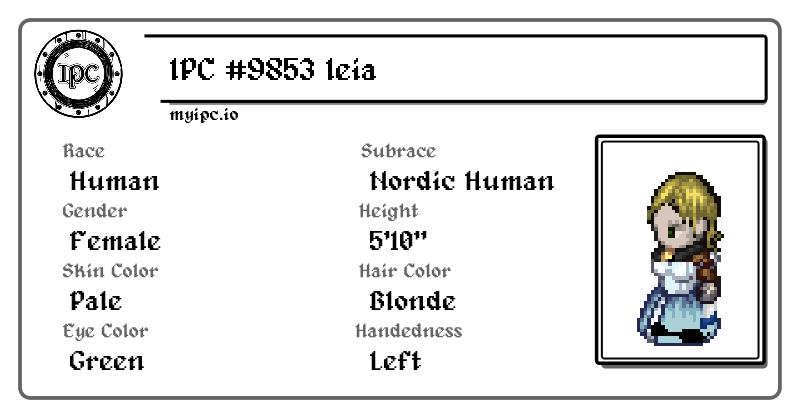 IPC
IPC #9853 leia
myipc.io
Race
Subrace
Human
Nordic Human
Gender
Height
Female
5'10"
Skin Color
Hair Color
Pale
Blonde
Eye Color
Handedness
Green
Left